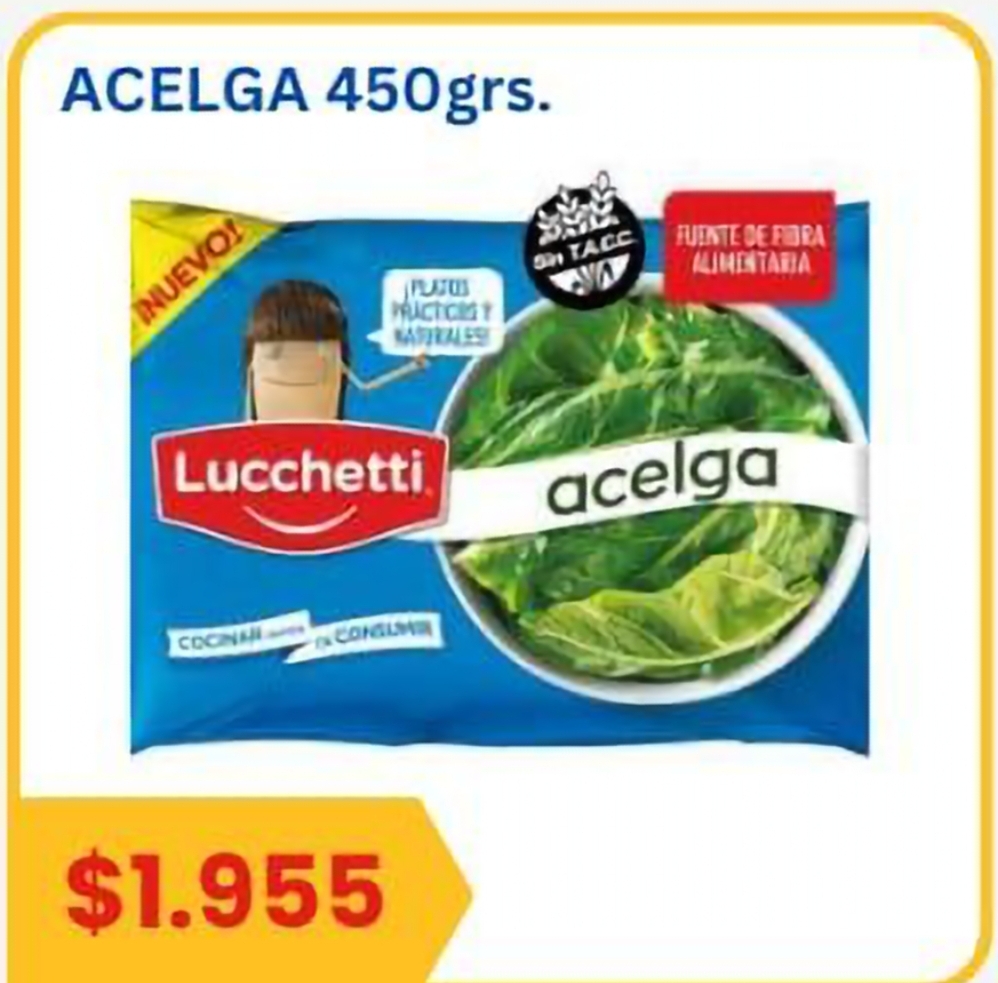 ACELGA 450grs.
¡NUEVO!
Sin T.A.C.C.
FUENTE DE FIBRA
ALIMENTARIA
¡PLATOS
PRÁCTICOS Y
NATURALES!
Lucchetti
acelga
COCINAR
CONSUMIR
$1.955